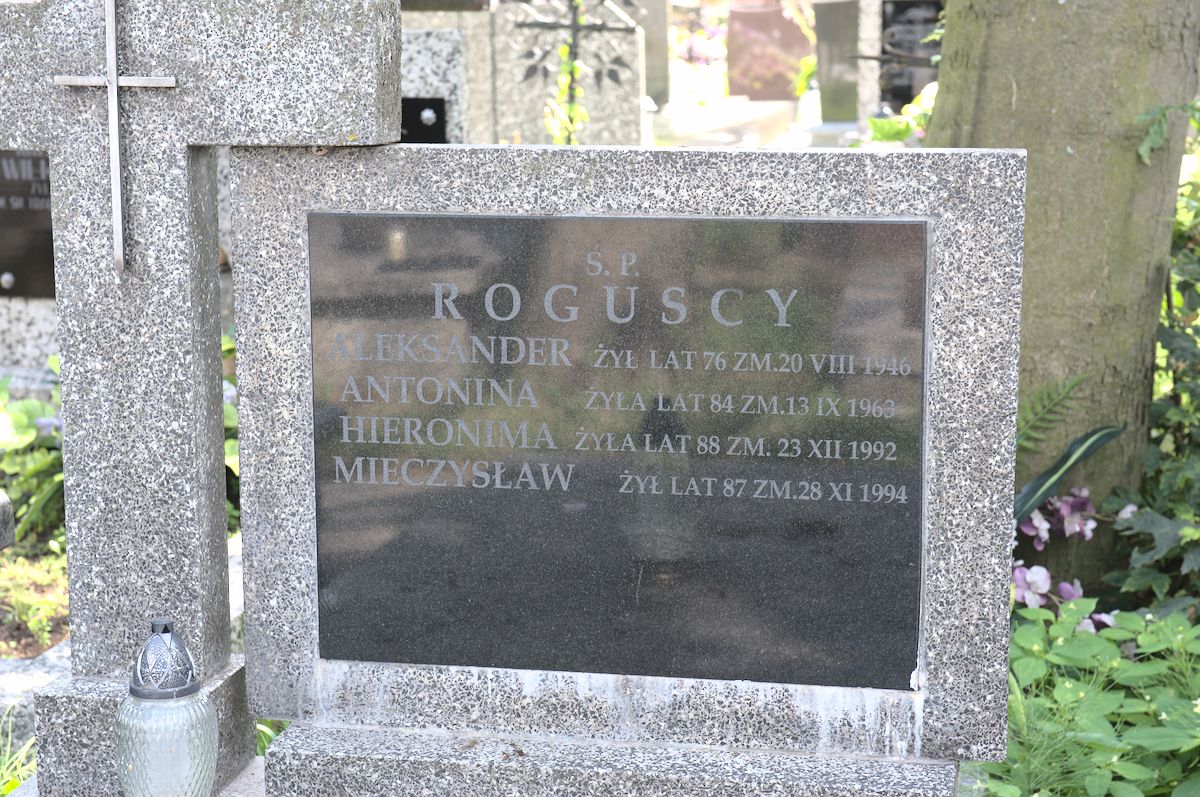 Ś. P.
ROGUSCY
ALEKSANDER ŻYŁ LAT 76 ZM.20 VIII 1946
ANTONINA ŻYŁA LAT 84 ZM.13 IX 1963
HIERONIMA ŻYŁA LAT 88 ZM. 23 XII 1992
MIECZYSŁAW ŻYŁ LAT 87 ZM.28 XI 1994